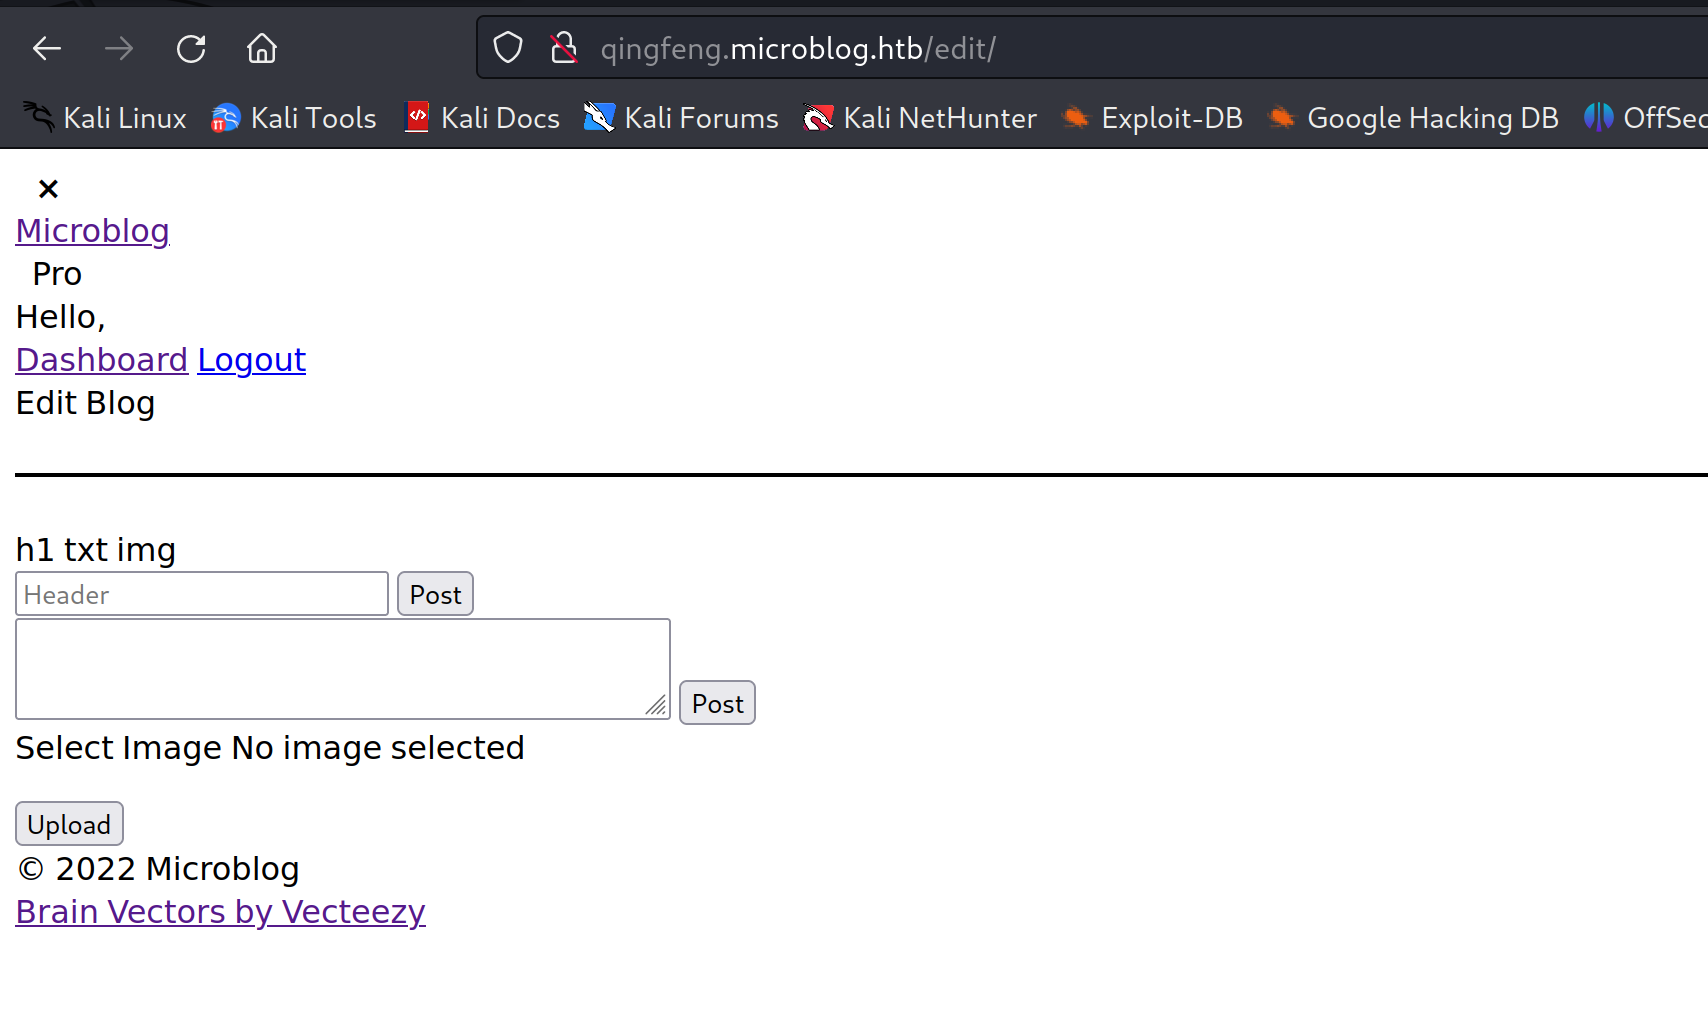 qingfeng.microblog.htb/edit/
Kali Linux Kali Tools Kali Docs Kali Forums Kali NetHunter Exploit-DB Google Hacking DB OffSec
×
Microblog
Pro
Hello,
Dashboard Logout
Edit Blog
h1 txt img
Header Post
Post
Select Image No image selected
Upload
© 2022 Microblog
Brain Vectors by Vecteezy